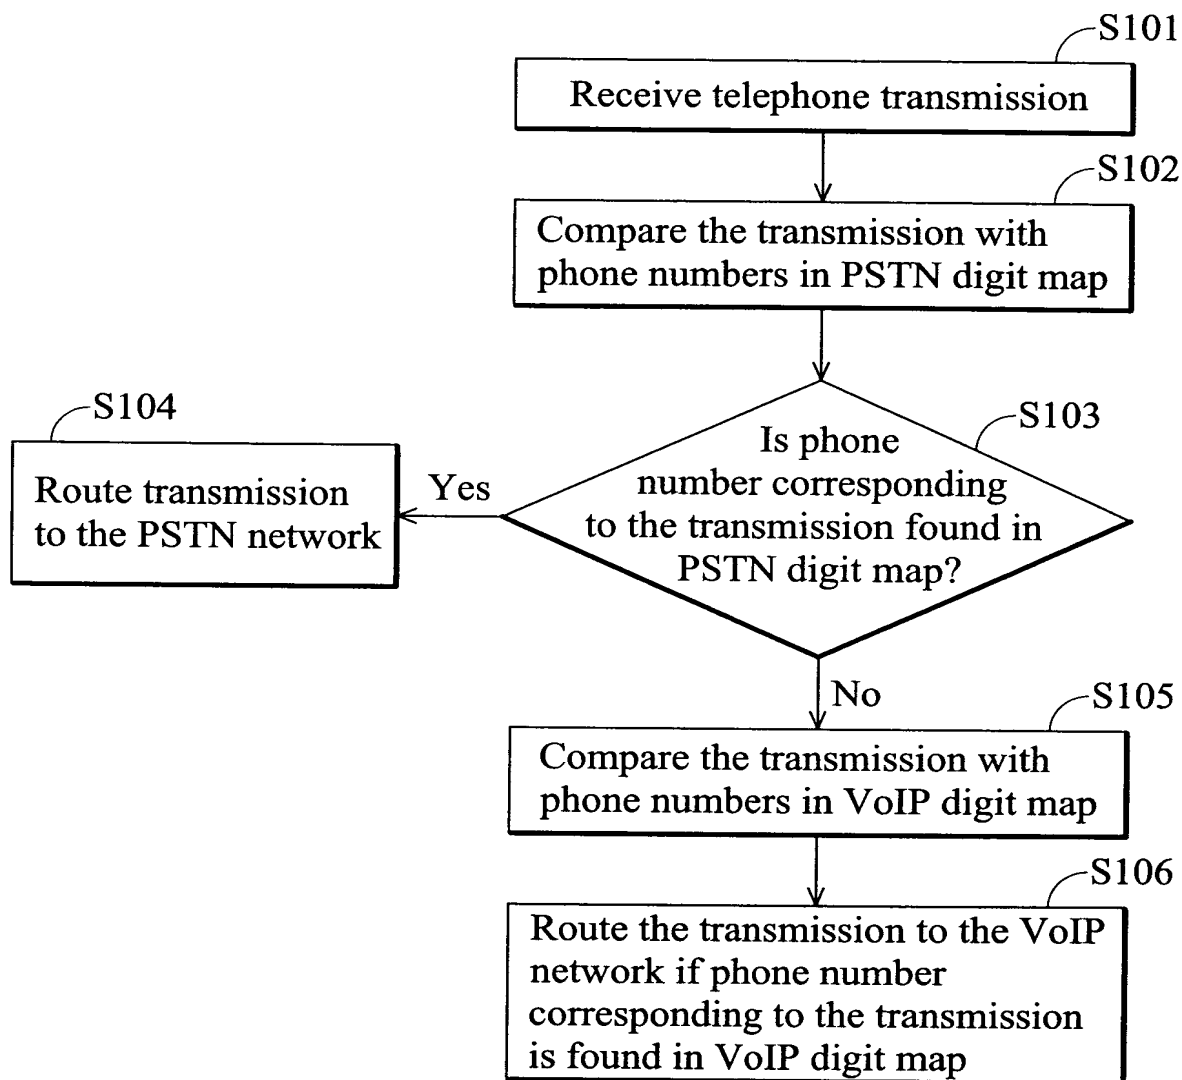 S101
Receive telephone transmission
S102
Compare the transmission with
phone numbers in PSTN digit map
S103
Is phone
number corresponding
to the transmission found in
PSTN digit map?
Yes
S104
Route transmission
to the PSTN network
No
S105
Compare the transmission with
phone numbers in VoIP digit map
S106
Route the transmission to the VoIP
network if phone number
corresponding to the transmission
is found in VoIP digit map